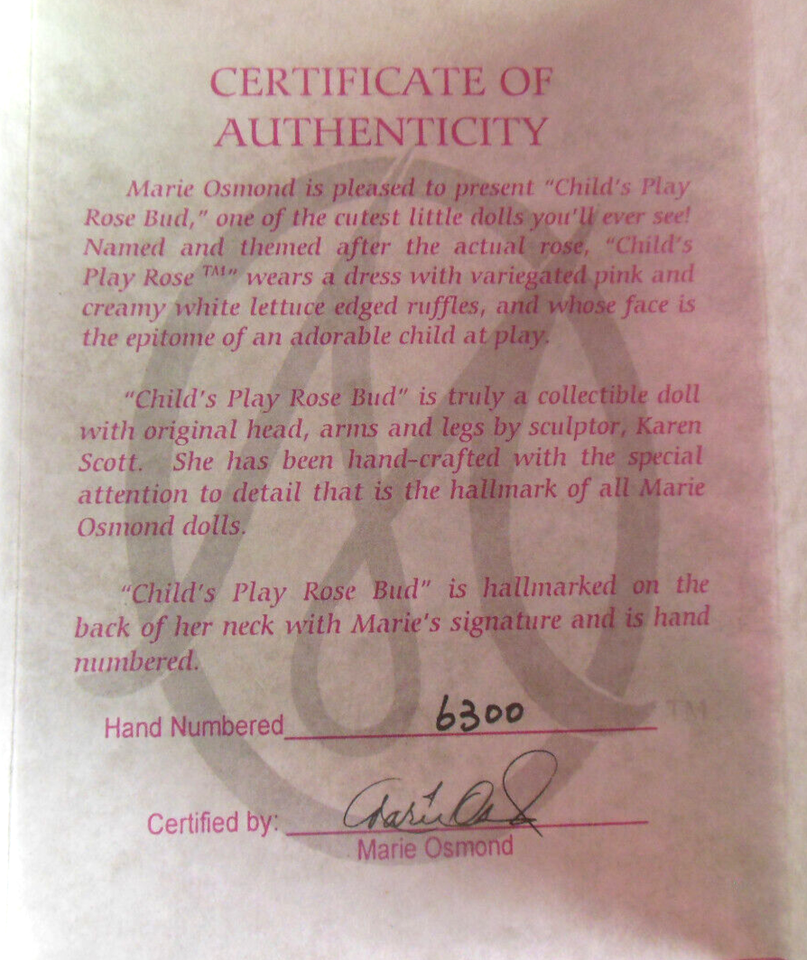 CERTIFICATE OF
AUTHENTICITY
Marie Osmond is pleased to present "Child's Play
Rose Bud," one of the cutest little dolls you'll ever see!
Named and themed after the actual rose, "Child's
Play Rose ™" wears a dress with variegated pink and
creamy white lettuce edged ruffles, and whose face is
the epitome of an adorable child at play.
"Child's Play Rose Bud" is truly a collectible doll
with original head, arms and legs by sculptor, Karen
Scott. She has been hand-crafted with the special
attention to detail that is the hallmark of all Marie
Osmond dolls.
"Child's Play Rose Bud" is hallmarked on the
back of her neck with Marie's signature and is hand
numbered.
TM
Hand Numbered 6300
Certified by: Marie Os
Marie Osmond